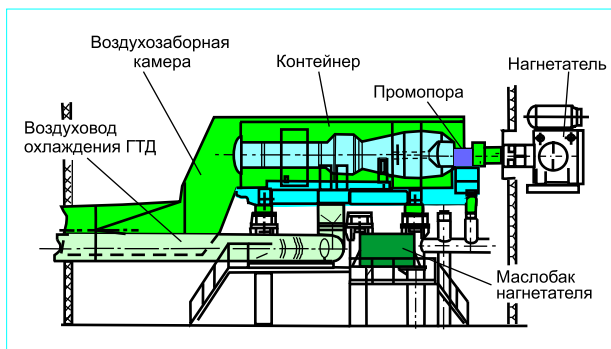 Воздухозаборная
камера
Контейнер
Нагнетатель
Промопора
Воздуховод
охлаждения ГТД
Маслобак
нагнетателя